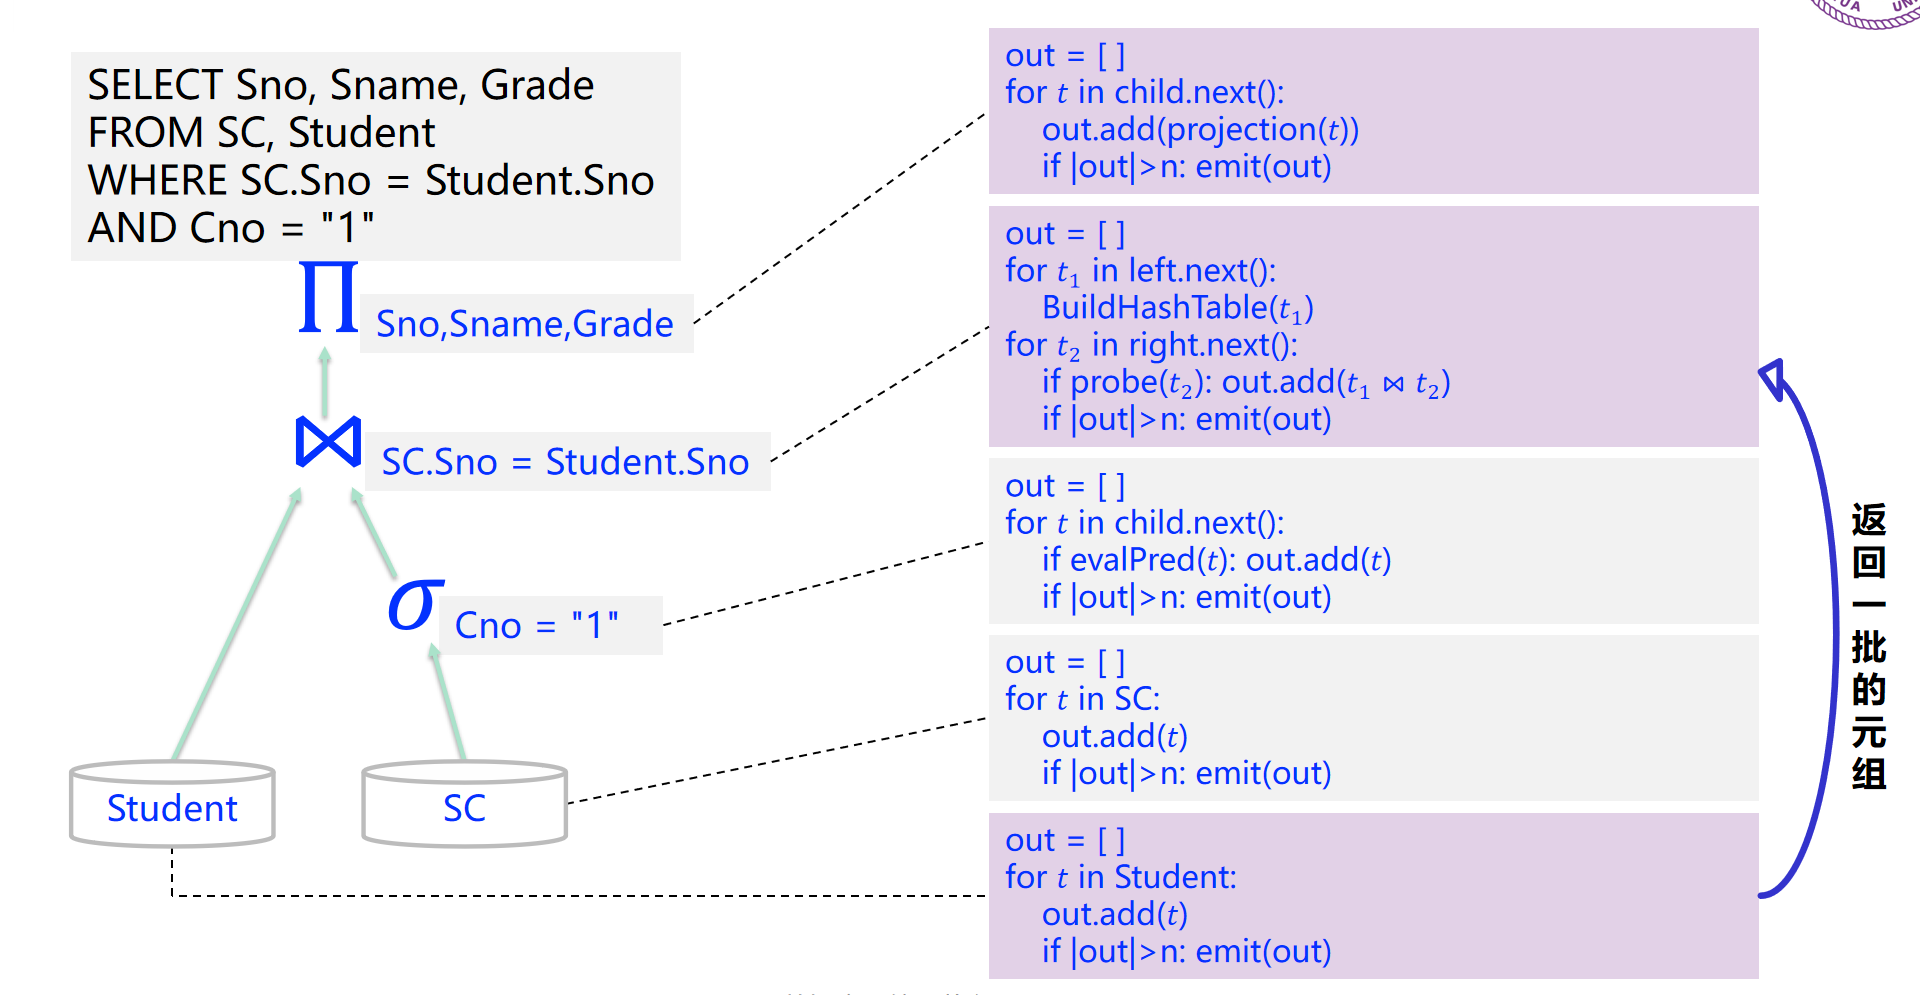 SELECT Sno, Sname, Grade
FROM SC, Student
WHERE SC.Sno = Student.Sno
AND Cno = "1"
∏
Sno,Sname,Grade
⋈
SC.Sno = Student.Sno
σ
Cno = "1"
Student
SC
out = [ ]
for t in child.next():
out.add(projection(t))
if |out|>n: emit(out)
out = [ ]
for t₁ in left.next():
BuildHashTable(t₁)
for t₂ in right.next():
if probe(t₂): out.add(t₁ ⋈ t₂)
if |out|>n: emit(out)
out = [ ]
for t in child.next():
if evalPred(t): out.add(t)
if |out|>n: emit(out)
out = [ ]
for t in SC:
out.add(t)
if |out|>n: emit(out)
out = [ ]
for t in Student:
out.add(t)
if |out|>n: emit(out)
返回一批的元组